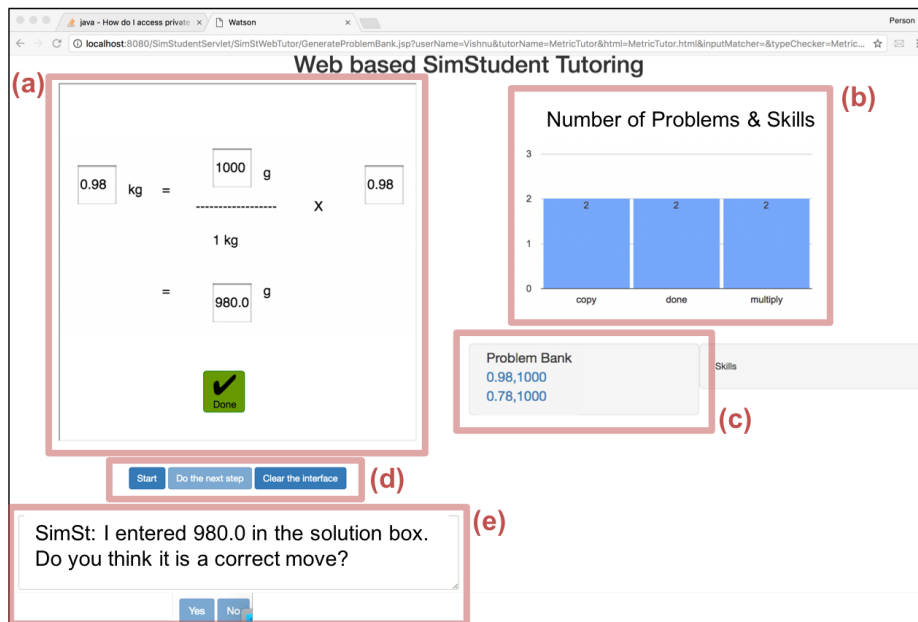 java - How do I access private
Watson
Person
localhost:8080/SimStudentServlet/SimStWebTutor/GenerateProblemBank.jsp?userName=Vishnu&tutorName=MetricTutor&html=MetricTutor.html&inputMatcher=&typeChecker=Metric...
Web based SimStudent Tutoring
(a)
0.98 kg = 1000 g X 0.98
------------------
1 kg
= 980.0 g
Done
(b)
Number of Problems & Skills
3
2
1
0
2 2 2
copy done multiply
Problem Bank
0.98,1000
0.78,1000
Skills
(c)
Start Do the next step Clear the interface
(d)
(e)
SimSt: I entered 980.0 in the solution box.
Do you think it is a correct move?
Yes No